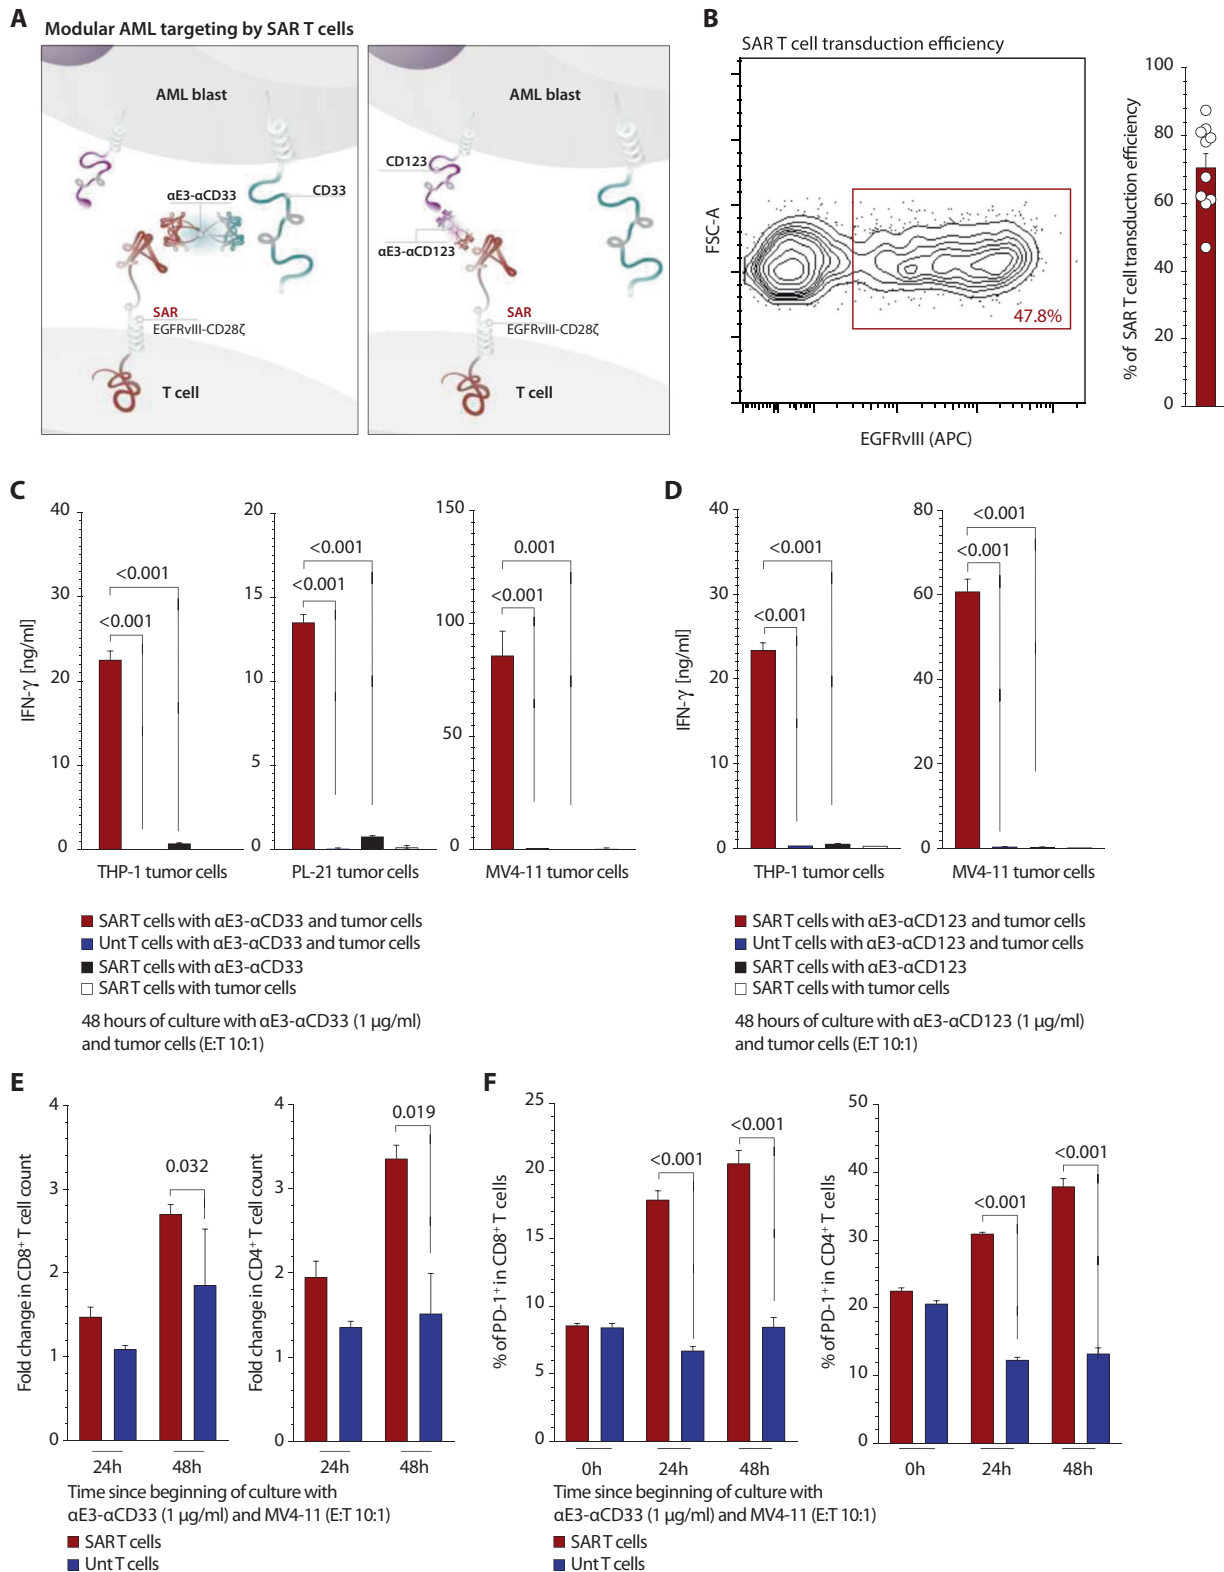 A
Modular AML targeting by SAR T cells
AML blast
αE3-αCD33
CD33
SAR
EGFRvIII-CD28ζ
T cell
AML blast
CD123
αE3-αCD123
SAR
EGFRvIII-CD28ζ
T cell
B
SAR T cell transduction efficiency
FSC-A
47.8%
EGFRvIII (APC)
% of SAR T cell transduction efficiency
100
80
60
40
20
0
C
IFN-γ [ng/ml]
40
30
20
10
0
<0.001
<0.001
THP-1 tumor cells
20
15
10
5
0
<0.001
<0.001
PL-21 tumor cells
150
100
50
0
0.001
<0.001
MV4-11 tumor cells
SAR T cells with αE3-αCD33 and tumor cells
Unt T cells with αE3-αCD33 and tumor cells
SAR T cells with αE3-αCD33
SAR T cells with tumor cells
48 hours of culture with αE3-αCD33 (1 µg/ml)
and tumor cells (E:T 10:1)
D
IFN-γ [ng/ml]
40
30
20
10
0
<0.001
<0.001
THP-1 tumor cells
80
60
40
20
0
<0.001
<0.001
MV4-11 tumor cells
SAR T cells with αE3-αCD123 and tumor cells
Unt T cells with αE3-αCD123 and tumor cells
SAR T cells with αE3-αCD123
SAR T cells with tumor cells
48 hours of culture with αE3-αCD123 (1 µg/ml)
and tumor cells (E:T 10:1)
E
Fold change in CD8⁺ T cell count
4
3
2
1
0
0.032
24h
48h
Fold change in CD4⁺ T cell count
4
3
2
1
0
0.019
24h
48h
Time since beginning of culture with
αE3-αCD33 (1 µg/ml) and MV4-11 (E:T 10:1)
SAR T cells
Unt T cells
F
% of PD-1⁺ in CD8⁺ T cells
25
20
15
10
5
0
<0.001
<0.001
0h
24h
48h
% of PD-1⁺ in CD4⁺ T cells
50
40
30
20
10
0
<0.001
<0.001
0h
24h
48h
Time since beginning of culture with
αE3-αCD33 (1 µg/ml) and MV4-11 (E:T 10:1)
SAR T cells
Unt T cells